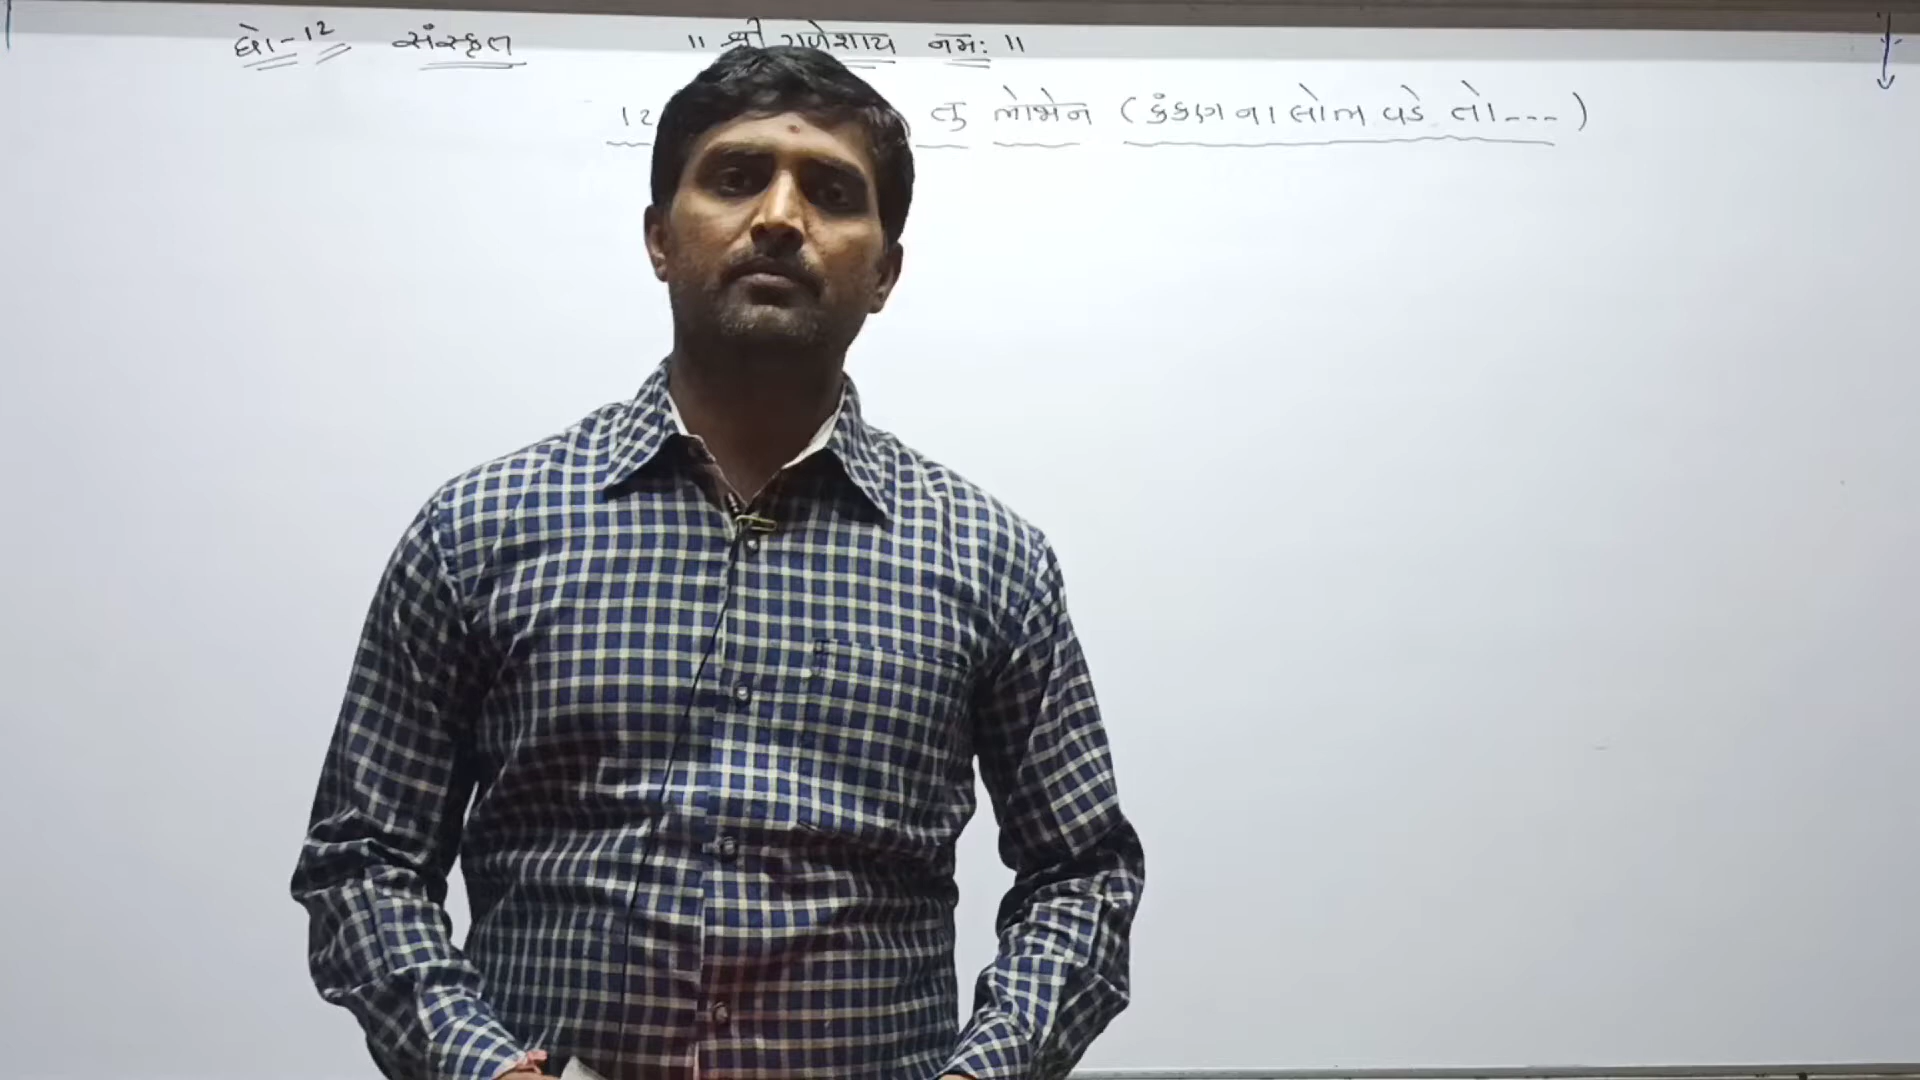 ધો-12 સંસ્કૃત ॥ શ્રી ગણેશાય નમઃ ॥
12 તુ લોભેન (કંકણના લોભ વડે તો---)